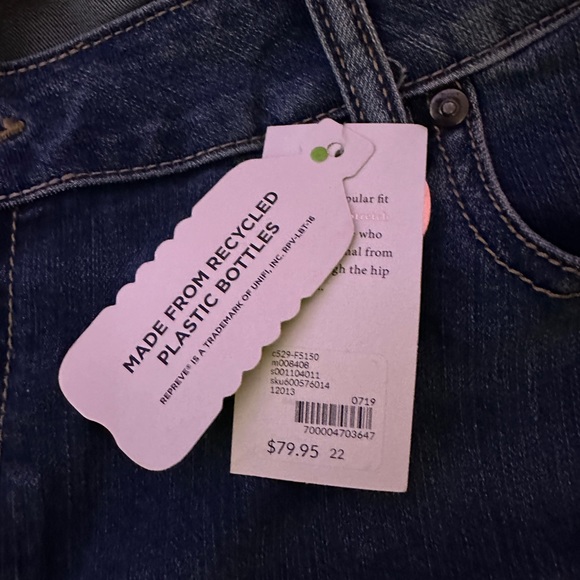 MADE FROM RECYCLED
PLASTIC BOTTLES
REPREVE® IS A TRADEMARK OF UNIFI, INC. RPV-LBT-16
pular fit
who
nal from
gh the hip
c529-F5150
m008408
s001104011
sku600576014
12013
0719
700004703647
$79.95 22